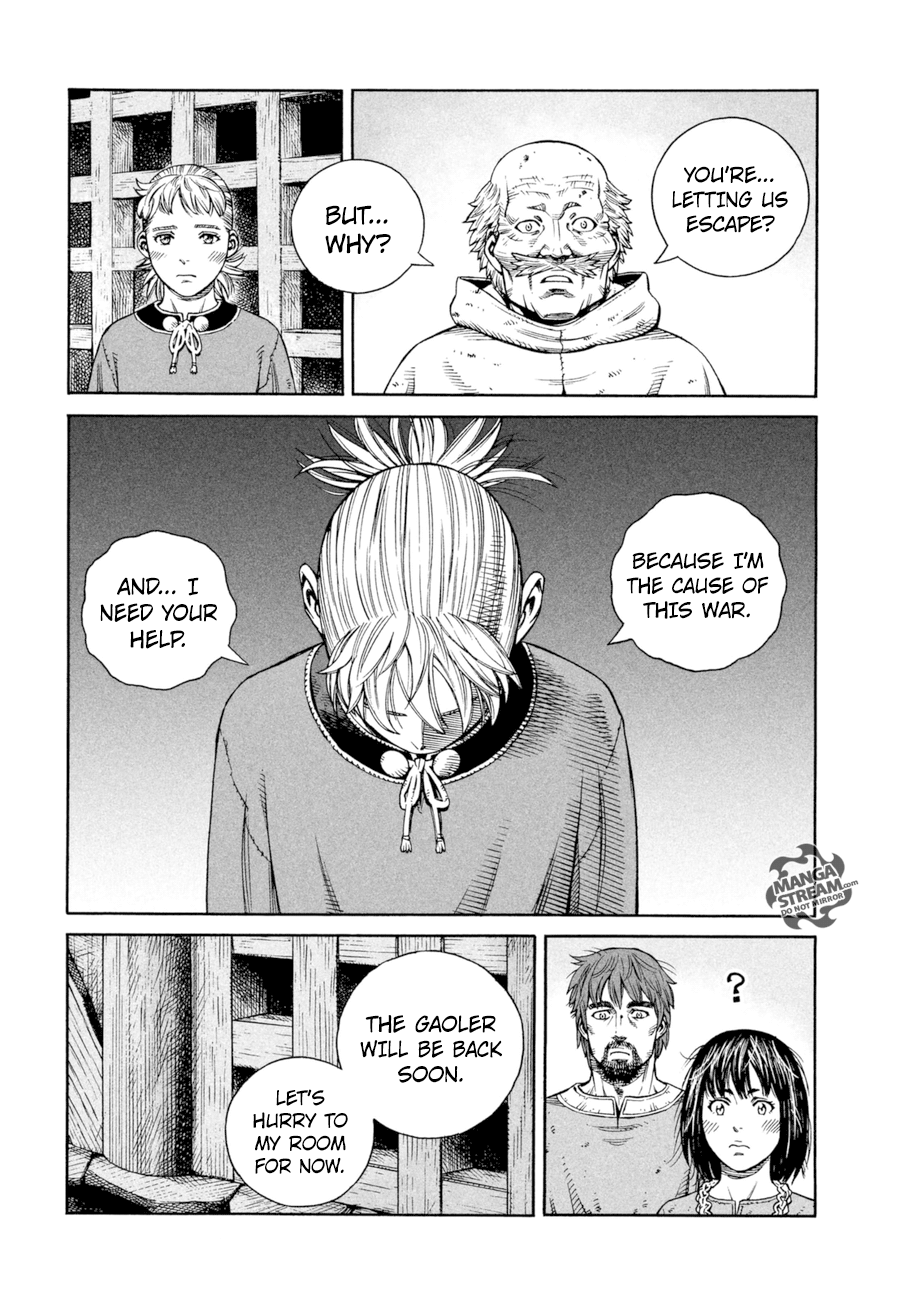 YOU'RE...
LETTING US
ESCAPE?
BUT...
WHY?
BECAUSE I'M
THE CAUSE OF
THIS WAR.
AND... I
NEED YOUR
HELP.
MANGA
STREAM.com
DO NOT MIRROR
?
THE GAOLER
WILL BE BACK
SOON.
LET'S
HURRY TO
MY ROOM
FOR NOW.